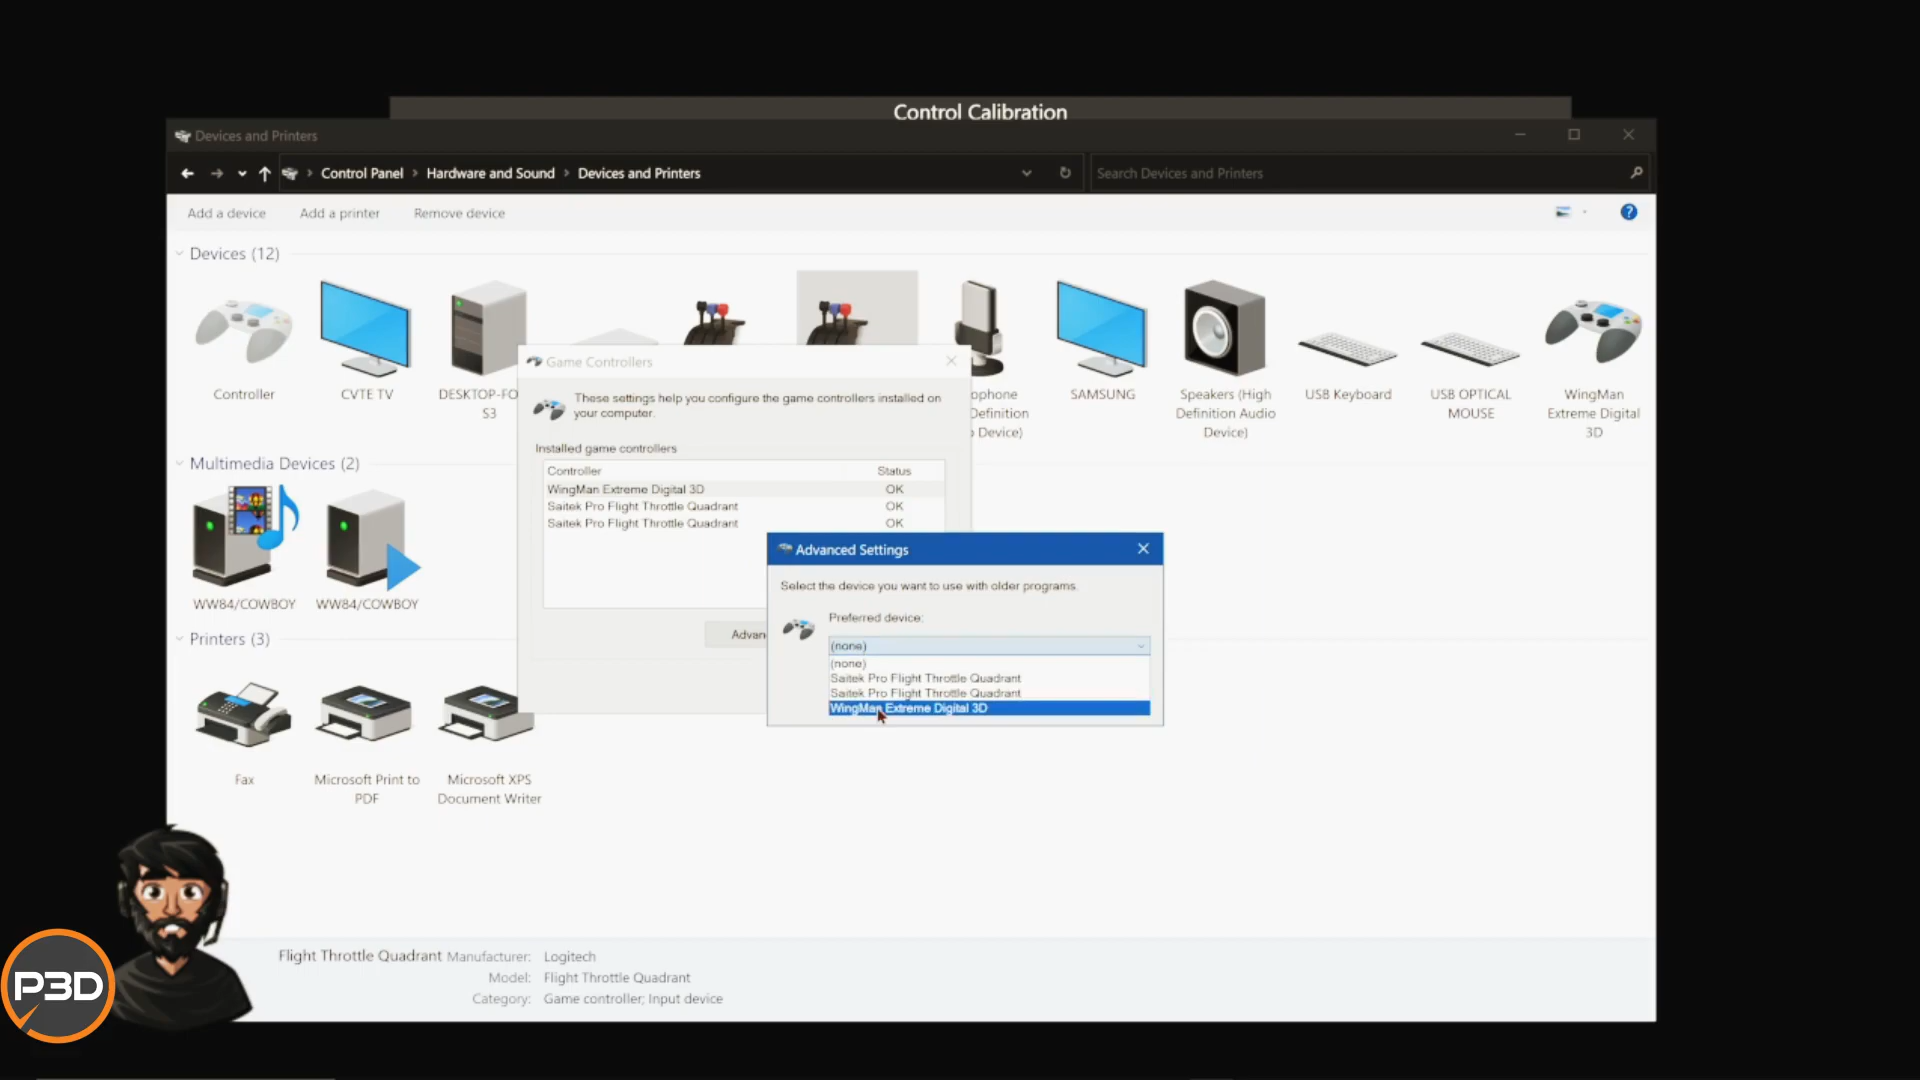 Control Calibration
Devices and Printers
Control Panel > Hardware and Sound > Devices and Printers
Search Devices and Printers
Add a device Add a printer Remove device
?
Devices (12)
Controller
CVTE TV
DESKTOP-FO
S3
ophone
Definition
Device)
SAMSUNG
Speakers (High
Definition Audio
Device)
USB Keyboard
USB OPTICAL
MOUSE
WingMan
Extreme Digital
3D
Game Controllers
These settings help you configure the game controllers installed on
your computer.
Installed game controllers
Controller Status
WingMan Extreme Digital 3D OK
Saitek Pro Flight Throttle Quadrant OK
Saitek Pro Flight Throttle Quadrant OK
Advan
Advanced Settings
Select the device you want to use with older programs.
Preferred device:
(none)
(none)
Saitek Pro Flight Throttle Quadrant
Saitek Pro Flight Throttle Quadrant
WingMan Extreme Digital 3D
Multimedia Devices (2)
WW84/COWBOY
WW84/COWBOY
Printers (3)
Fax
Microsoft Print to
PDF
Microsoft XPS
Document Writer
Flight Throttle Quadrant Manufacturer: Logitech
Model: Flight Throttle Quadrant
Category: Game controller; Input device
P3D